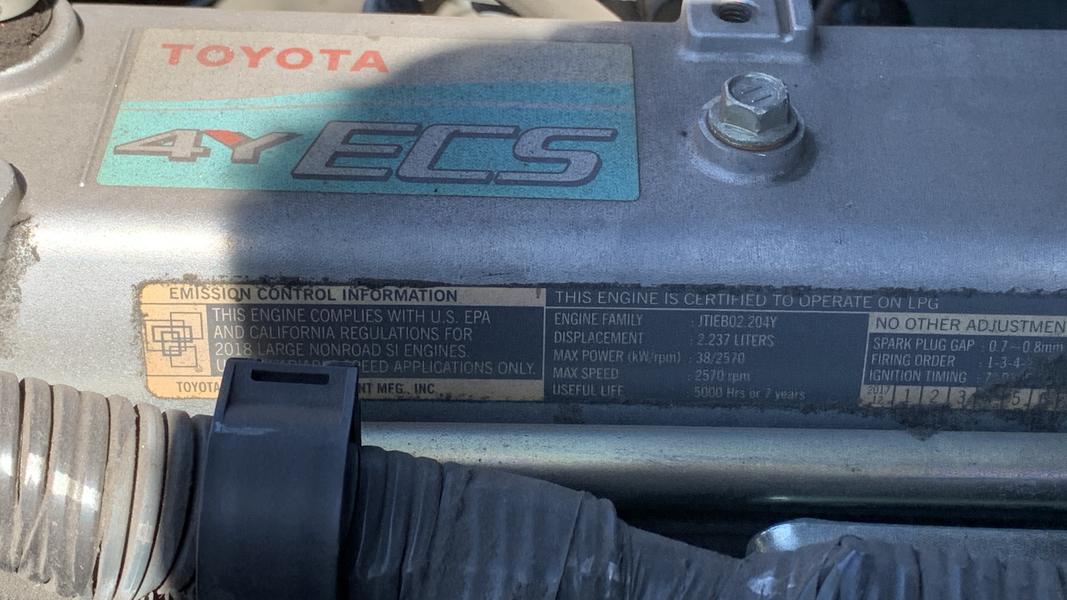 TOYOTA
4Y ECS
EMISSION CONTROL INFORMATION
THIS ENGINE COMPLIES WITH U.S. EPA
AND CALIFORNIA REGULATIONS FOR
2018 LARGE NONROAD SI ENGINES.
SPEED APPLICATIONS ONLY.
TOYOTA MFG., INC.
THIS ENGINE IS CERTIFIED TO OPERATE ON LPG
ENGINE FAMILY : JTIEB02.204Y
DISPLACEMENT : 2.237 LITERS
MAX POWER (kW/rpm) : 38/2570
MAX SPEED : 2570 rpm
USEFUL LIFE : 5000 Hrs or 7 years
NO OTHER ADJUSTMEN
SPARK PLUG GAP : 0.7~0.8mm
FIRING ORDER : 1-3-4-
IGNITION TIMING :
2017
12 1 2 3 5